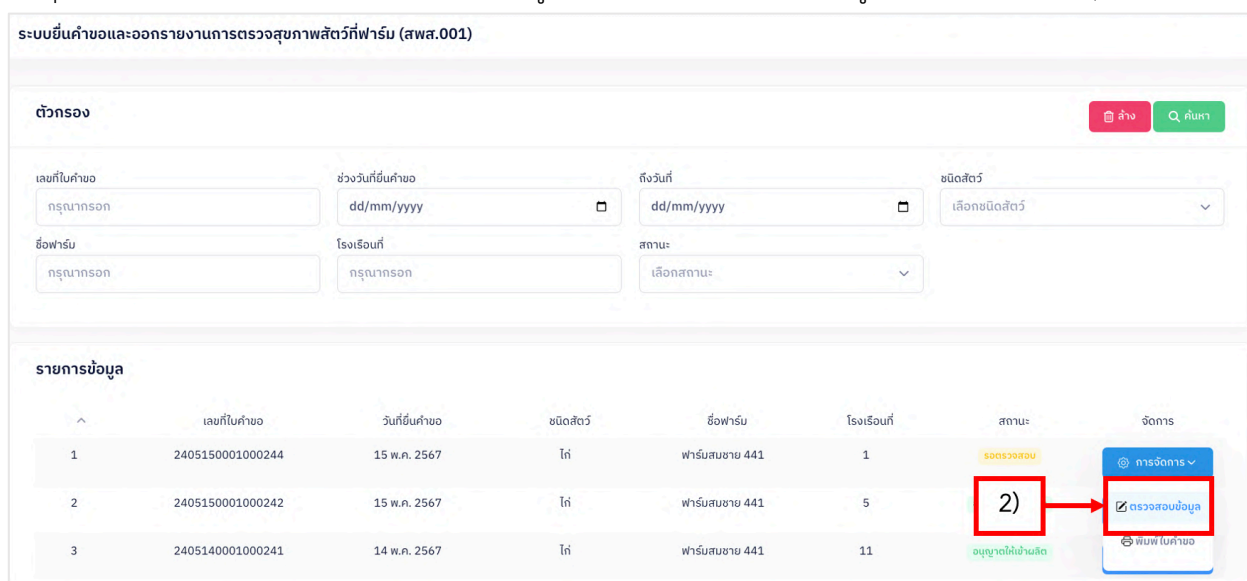 ระบบยื่นคำขอและออกรายงานการตรวจสุขภาพสัตว์ที่ฟาร์ม (สพส.001)
ตัวกรอง
ล้าง ค้นหา
เลขที่ใบคำขอ ช่วงวันที่ยื่นคำขอ ถึงวันที่ ชนิดสัตว์
กรุณากรอก dd/mm/yyyy dd/mm/yyyy เลือกชนิดสัตว์
ชื่อฟาร์ม โรงเรือนที่ สถานะ
กรุณากรอก กรุณากรอก เลือกสถานะ
รายการข้อมูล
เลขที่ใบคำขอ วันที่ยื่นคำขอ ชนิดสัตว์ ชื่อฟาร์ม โรงเรือนที่ สถานะ จัดการ
1 2405150001000244 15 พ.ค. 2567 ไก่ ฟาร์มสมชาย 441 1 รอตรวจสอบ การจัดการ
2 2405150001000242 15 พ.ค. 2567 ไก่ ฟาร์มสมชาย 441 5 2) ตรวจสอบข้อมูล
3 2405140001000241 14 พ.ค. 2567 ไก่ ฟาร์มสมชาย 441 11 อนุญาตให้เข้าผลิต พิมพ์ใบคำขอ